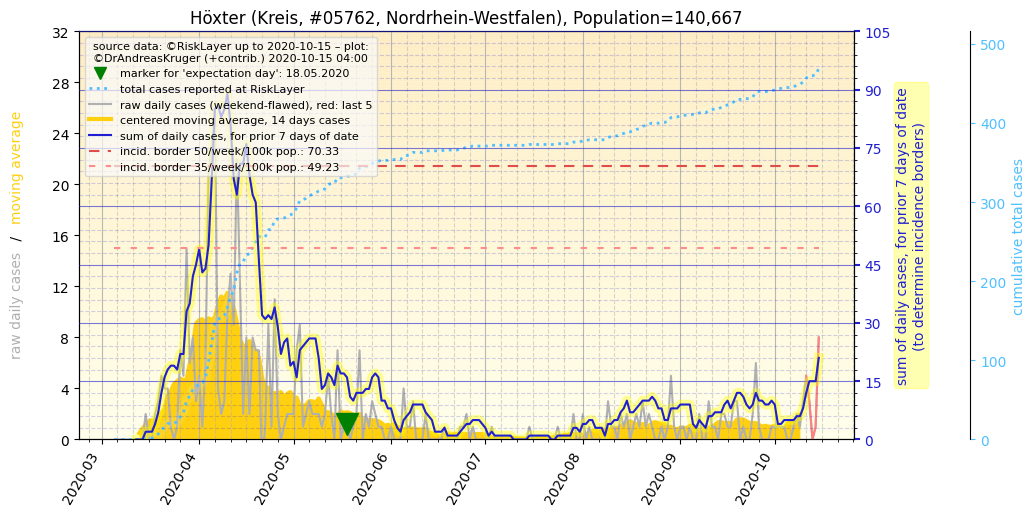 Höxter (Kreis, #05762, Nordrhein-Westfalen), Population=140,667
source data: ©RiskLayer up to 2020-10-15 – plot:
©DrAndreasKruger (+contrib.) 2020-10-15 04:00
marker for 'expectation day': 18.05.2020
total cases reported at RiskLayer
raw daily cases (weekend-flawed), red: last 5
centered moving average, 14 days cases
sum of daily cases, for prior 7 days of date
incid. border 50/week/100k pop.: 70.33
incid. border 35/week/100k pop.: 49.23
raw daily cases / moving average
32
28
24
20
16
12
8
4
0
2020-03
2020-04
2020-05
2020-06
2020-07
2020-08
2020-09
2020-10
105
90
75
60
45
30
15
0
sum of daily cases, for prior 7 days of date
(to determine incidence borders)
500
400
300
200
100
0
cumulative total cases